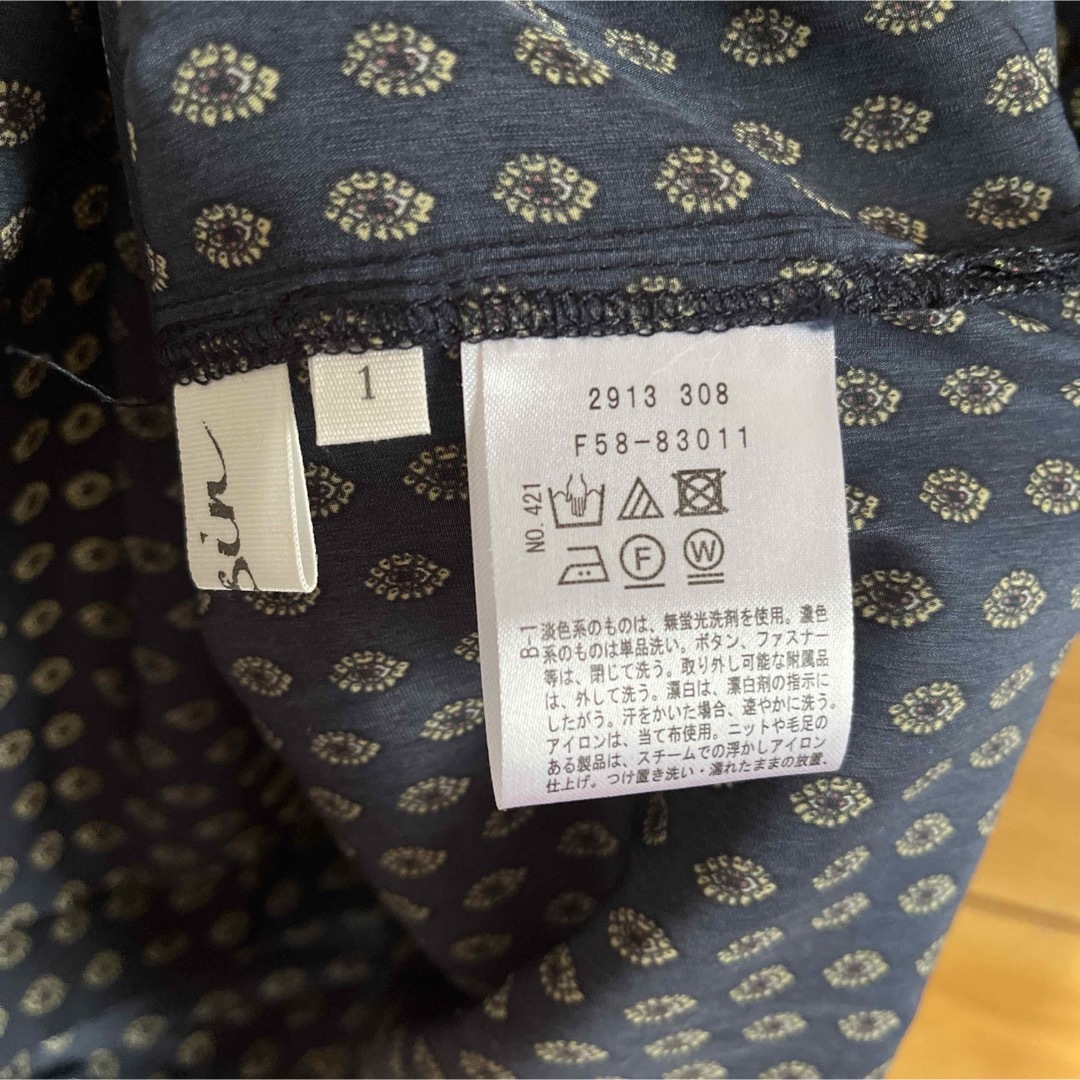 sin
1
2913 308
F58-83011
NO.421
F
W
B-1
淡色系のものは、無蛍光洗剤を使用。濃色
系のものは単品洗い。ボタン、ファスナー
等は、閉じて洗う。取り外し可能な附属品
は、外して洗う。漂白は、漂白剤の指示に
したがう。汗をかいた場合、速やかに洗う。
アイロンは、当て布使用。ニットや毛足の
ある製品は、スチームでの浮かしアイロン
仕上げ。つけ置き洗い・濡れたままの放置、